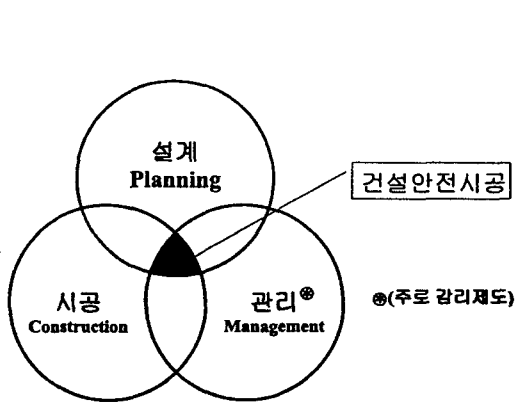 설계
Planning
건설안전시공
시공
Construction
관리⊛
Management
⊛(주로 감리제도)